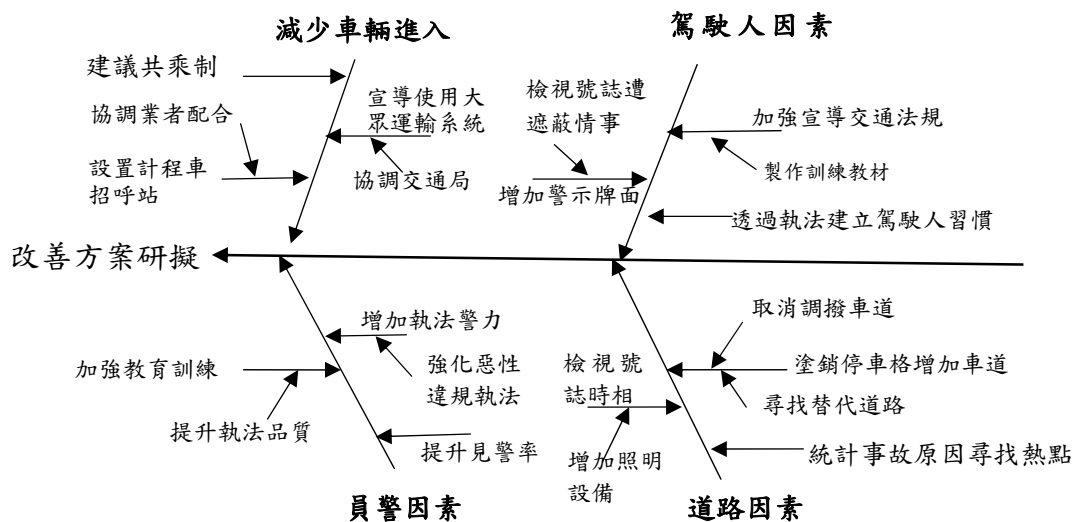 減少車輛進入
駕駛人因素
建議共乘制
協調業者配合
宣導使用大
眾運輸系統
設置計程車
招呼站
協調交通局
檢視號誌遭
遮蔽情事
加強宣導交通法規
製作訓練教材
增加警示牌面
透過執法建立駕駛人習慣
改善方案研擬
增加執法警力
加強教育訓練
強化惡性
違規執法
提升執法品質
提升見警率
員警因素
取消調撥車道
檢視號
誌時相
塗銷停車格增加車道
尋找替代道路
增加照明
設備
統計事故原因尋找熱點
道路因素